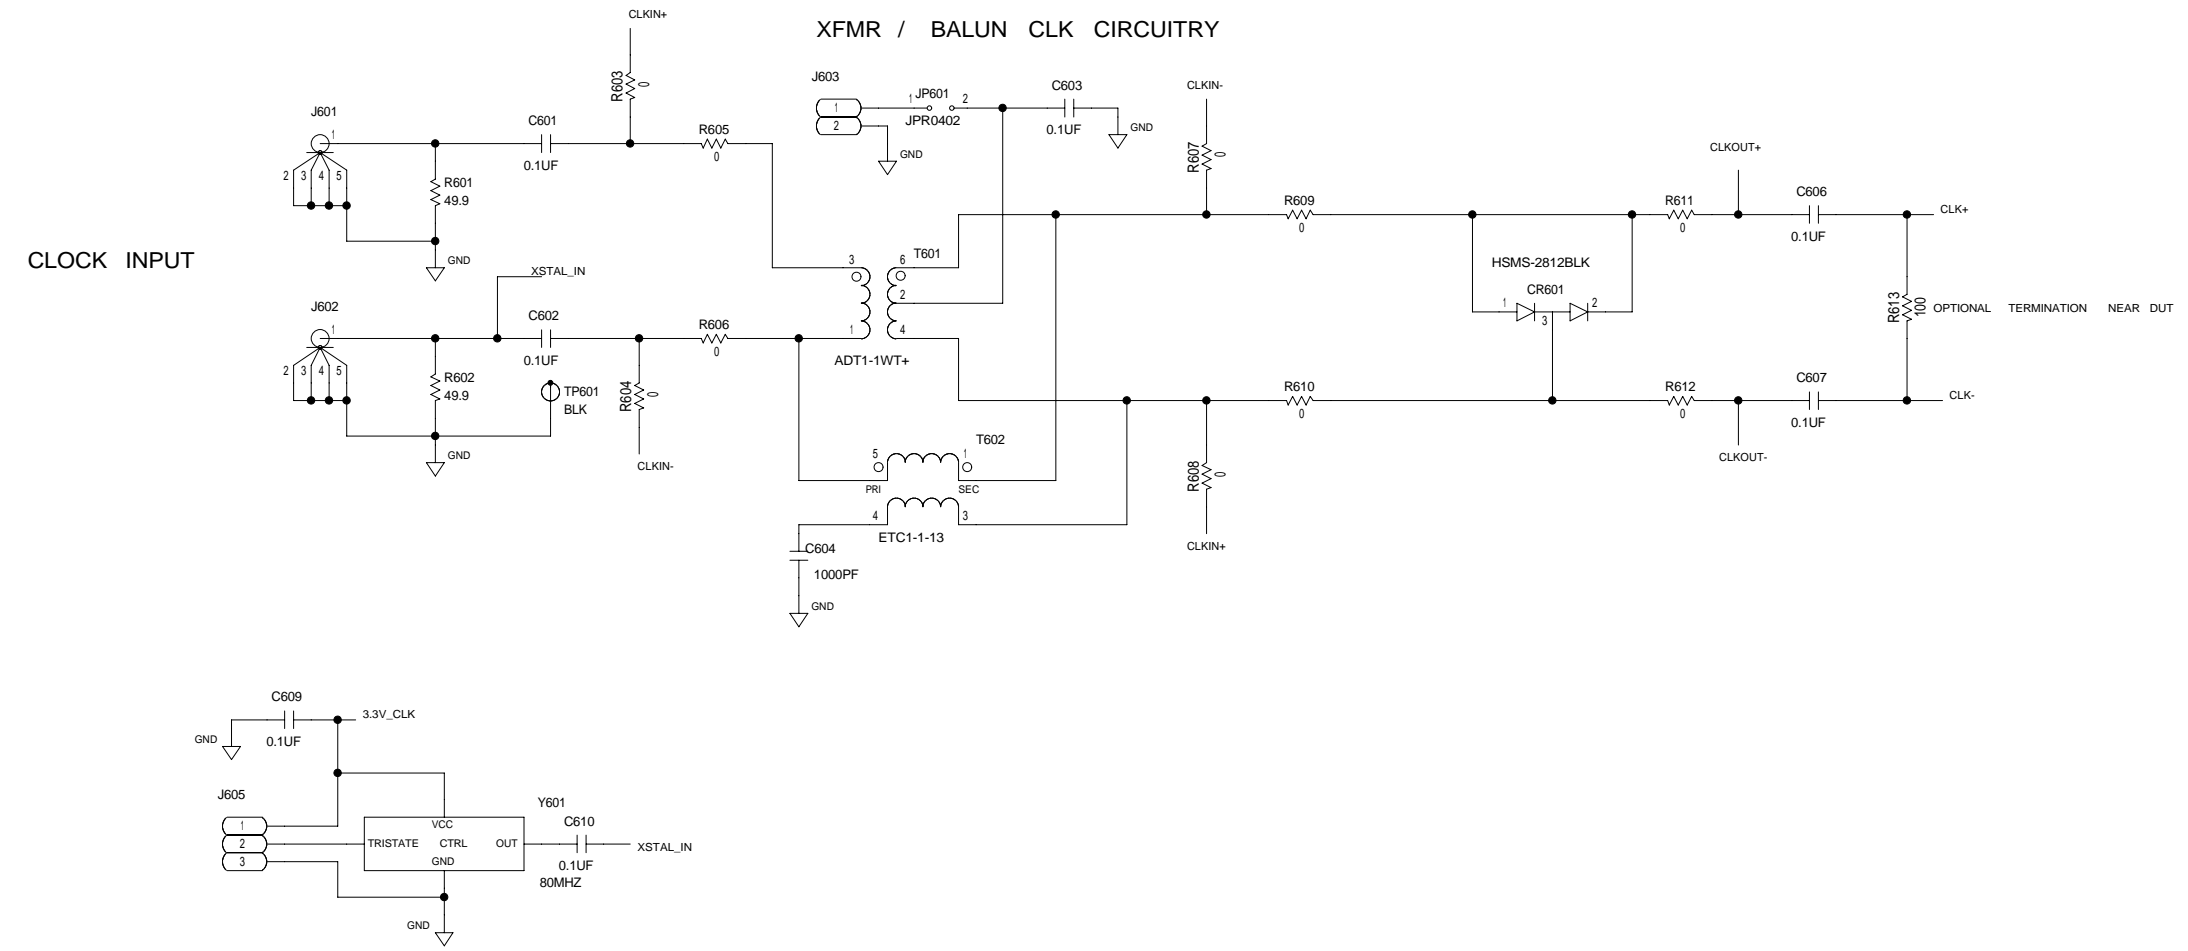 XFMR / BALUN CLK CIRCUITRY
CLOCK INPUT
CLKIN+
R603
0
J601
1
2 3 4 5
R601
49.9
GND
C601
0.1UF
R605
0
J603
1
2
GND
1 JP601 2
JPR0402
C603
0.1UF
GND
CLKIN-
R607
0
XSTAL_IN
J602
1
2 3 4 5
R602
49.9
GND
C602
0.1UF
TP601
BLK
R604
0
CLKIN-
R606
0
T601
3
1
6
2
4
ADT1-1WT+
T602
5
1
PRI
SEC
4
3
ETC1-1-13
C604
1000PF
GND
R608
0
CLKIN+
R609
0
R610
0
HSMS-2812BLK
CR601
1
2
3
R611
0
R612
0
CLKOUT+
CLKOUT-
C606
0.1UF
C607
0.1UF
CLK+
R613
100
OPTIONAL TERMINATION NEAR DUT
CLK-
C609
0.1UF
GND
3.3V_CLK
J605
1
2
3
Y601
VCC
TRISTATE CTRL OUT
GND
80MHZ
C610
0.1UF
XSTAL_IN
GND